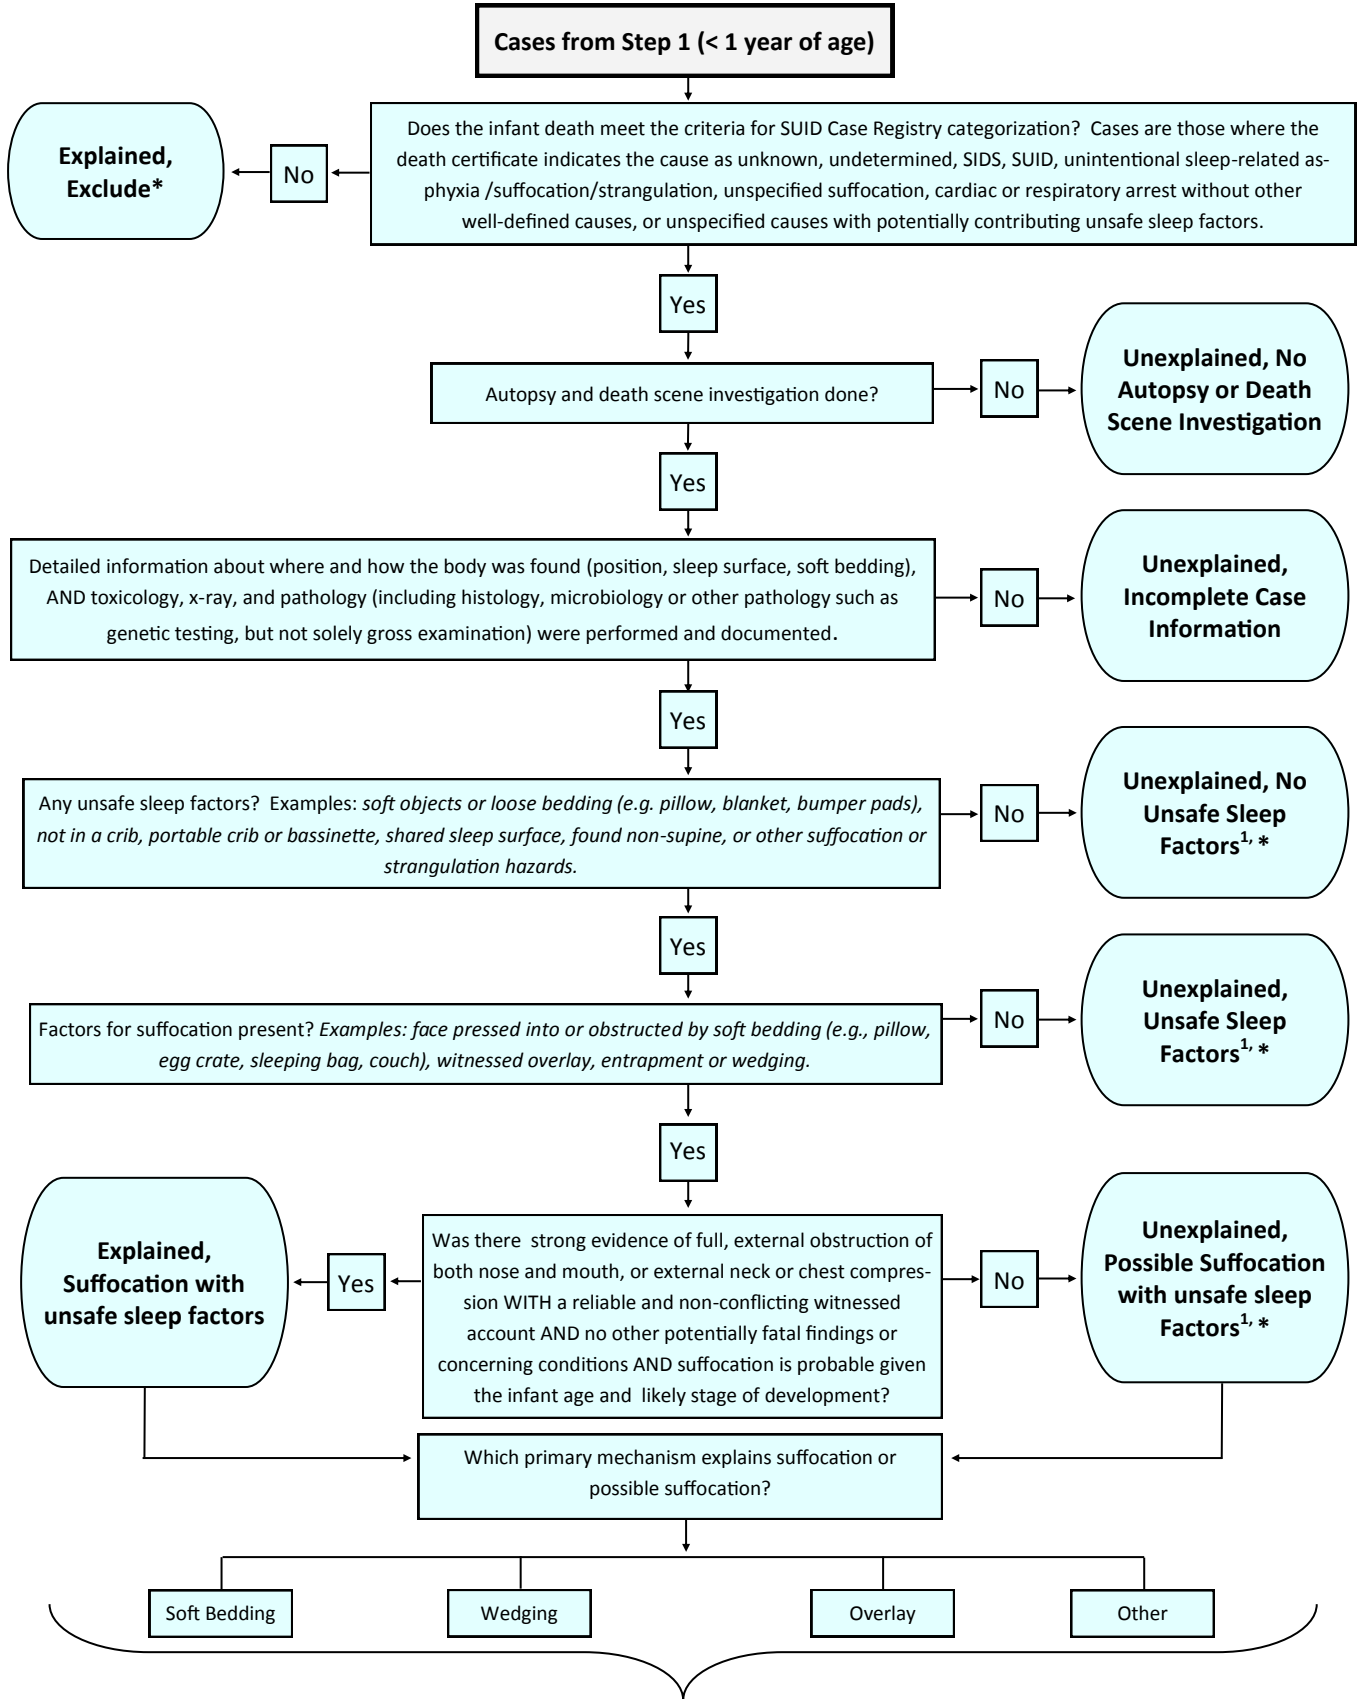 Cases from Step 1 (< 1 year of age)
Does the infant death meet the criteria for SUID Case Registry categorization?  Cases are those where the
death certificate indicates the cause as unknown, undetermined, SIDS, SUID, unintentional sleep-related as-
phyxia /suffocation/strangulation, unspecified suffocation, cardiac or respiratory arrest without other
well-defined causes, or unspecified causes with potentially contributing unsafe sleep factors.
No
Explained,
Exclude*
Yes
Autopsy and death scene investigation done?
No
Unexplained, No
Autopsy or Death
Scene Investigation
Yes
Detailed information about where and how the body was found (position, sleep surface, soft bedding),
AND toxicology, x-ray, and pathology (including histology, microbiology or other pathology such as
genetic testing, but not solely gross examination) were performed and documented.
No
Unexplained,
Incomplete Case
Information
Yes
Any unsafe sleep factors?  Examples: soft objects or loose bedding (e.g. pillow, blanket, bumper pads),
not in a crib, portable crib or bassinette, shared sleep surface, found non-supine, or other suffocation or
strangulation hazards.
No
Unexplained, No
Unsafe Sleep
Factors1, *
Yes
Factors for suffocation present? Examples: face pressed into or obstructed by soft bedding (e.g., pillow,
egg crate, sleeping bag, couch), witnessed overlay, entrapment or wedging.
No
Unexplained,
Unsafe Sleep
Factors1, *
Yes
Was there  strong evidence of full, external obstruction of
both nose and mouth, or external neck or chest compres-
sion WITH a reliable and non-conflicting witnessed
account AND no other potentially fatal findings or
concerning conditions AND suffocation is probable given
the infant age and  likely stage of development?
Yes
Explained,
Suffocation with
unsafe sleep factors
No
Unexplained,
Possible Suffocation
with unsafe sleep
Factors1, *
Which primary mechanism explains suffocation or
possible suffocation?
Soft Bedding
Wedging
Overlay
Other